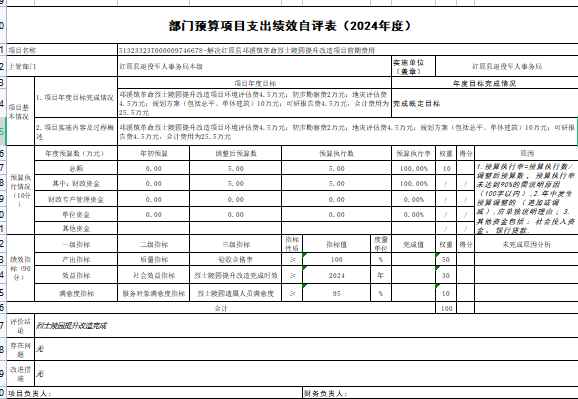 部门预算项目支出绩效自评表（2024年度）
项目名称 51323323T000009746678-解决红原县邛溪镇革命烈士陵园提升改造项目前期费用
主管部门 红原县退役军人事务局本级 实施单位（盖章） 红原县退役军人事务局
项目基本情况 项目年度目标 年度目标完成情况
1.项目年度目标完成情况 邛溪镇革命烈士陵园提升改造项目环境评估费4.5万元；初步勘察费2万元；地灾评估费4.5万元；规划方案（包括总平、单体建筑）10万元；可研报告费4.5万元，合计费用为25.5万元 完成既定目标
2.项目实施内容及过程概述 邛溪镇革命烈士陵园提升改造项目环境评估费4.5万元；初步勘察费2万元；地灾评估费4.5万元；规划方案（包括总平、单体建筑）10万元；可研报告费4.5万元，合计费用为25.5万元
预算执行情况（10分） 年度预算数（万元） 年初预算 调整后预算数 预算执行数 预算执行率 权重 得分 原因
总额 0.00 5.00 5.00 100.00% 10
其中：财政资金 0.00 5.00 5.00 100.00% / /
财政专户管理资金 0.00 0.00 0.00 0.00% / /
单位资金 0.00 0.00 0.00 0.00% / /
其他资金 / /
1.预算执行率=预算执行数/调整后预算数，预算执行率未达到90%的需说明原因（100字以内）;2.年中发生预算调整的（追加或调减），应单独说明理由；3.其他资金包括：社会投入资金、银行贷款。
绩效指标（90分） 一级指标 二级指标 三级指标 指标性质 指标值 度量单位 完成值 权重 得分 未完成原因分析
产出指标 质量指标 验收合格率 ≥ 100 % 50
效益指标 社会效益指标 烈士陵园提升改造完成时效 ≥ 2024 年 30
满意度指标 服务对象满意度指标 烈士陵园遗属人员满意度 ≥ 95 % 10
合计 100
评价结论 烈士陵园提升改造完成
存在问题 无
改进措施 无
项目负责人： 财务负责人：